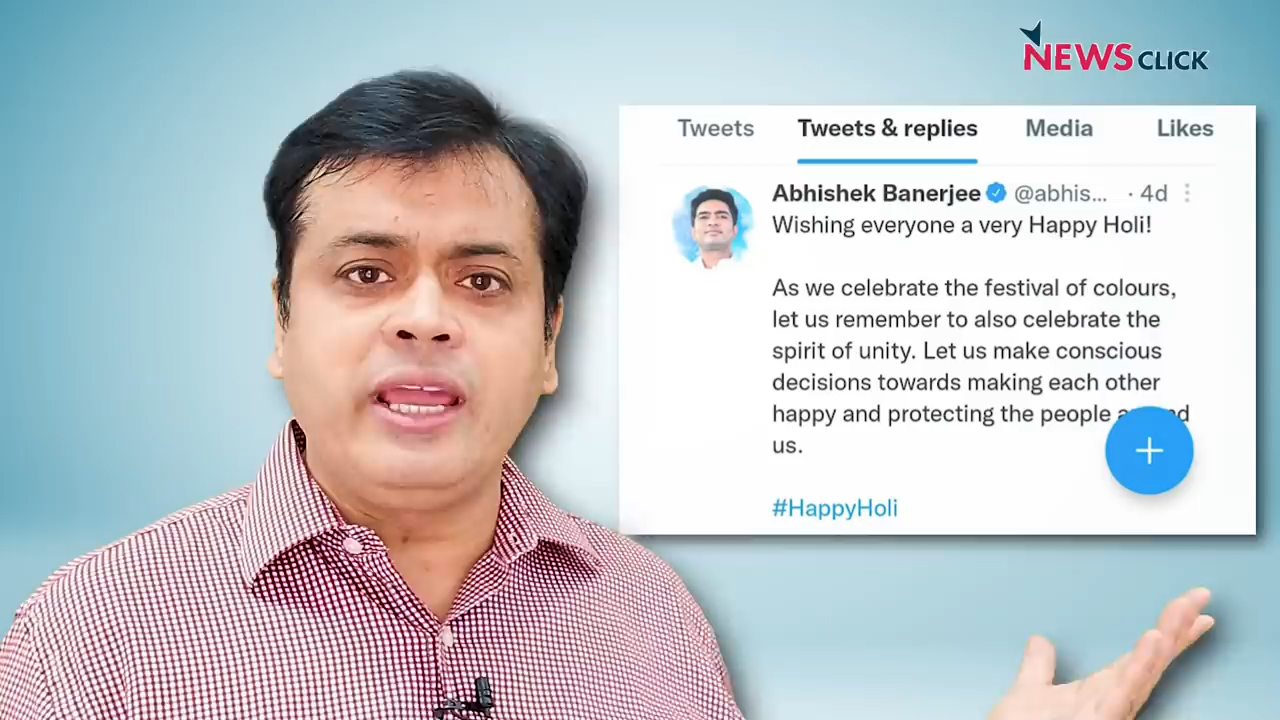 NEWS CLICK
Tweets Tweets & replies Media Likes
Abhishek Banerjee @abhis... · 4d
Wishing everyone a very Happy Holi!
As we celebrate the festival of colours,
let us remember to also celebrate the
spirit of unity. Let us make conscious
decisions towards making each other
happy and protecting the people
us.
#HappyHoli